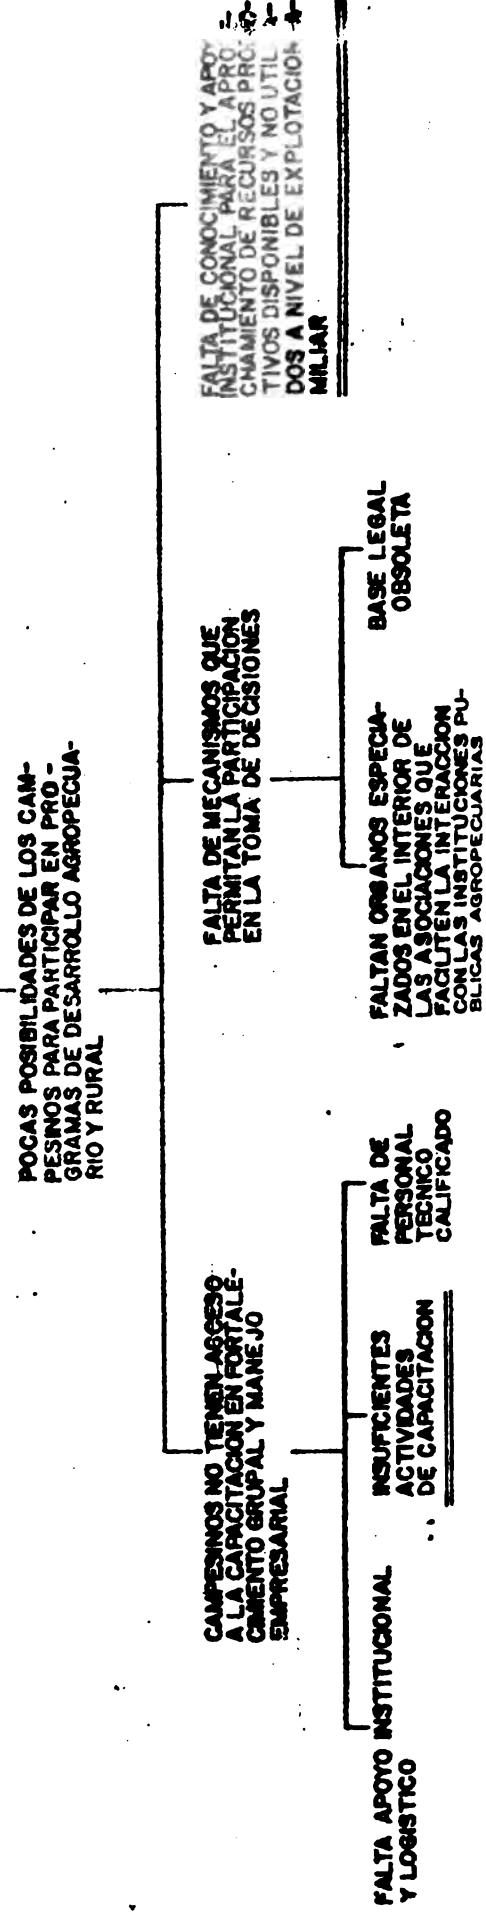 POCAS POSIBILIDADES DE LOS CAM-
PESINOS PARA PARTICIPAR EN PRO-
GRAMAS DE DESARROLLO AGROPECUA-
RIO Y RURAL
CAMPESINOS NO TIENEN ACCESO
A LA CAPACITACION EN FORTALE-
CIMIENTO GRUPAL Y MANEJO
EMPRESARIAL
FALTA DE MECANISMOS QUE
PERMITAN LA PARTICIPACION
EN LA TOMA DE DECISIONES
FALTA DE CONOCIMIENTO Y APOY
INSTITUCIONAL PARA EL APRO
CHAMIENTO DE RECURSOS PRO
TIVOS DISPONIBLES Y NO UTIL
DOS A NIVEL DE EXPLOTACION
MILIAR
FALTA APOYO INSTITUCIONAL
Y LOGISTICO
INSUFICIENTES
ACTIVIDADES
DE CAPACITACION
FALTA DE
PERSONAL
TECNICO
CALIFICADO
FALTAN ORGANOS ESPECIA-
ZADOS EN EL INTERIOR DE
LAS ASOCIACIONES QUE
FACILITEN LA INTERACCION
CON LAS INSTITUCIONES PU-
BLICAS AGROPECUARIAS
BASE LEGAL
OBSOLETA